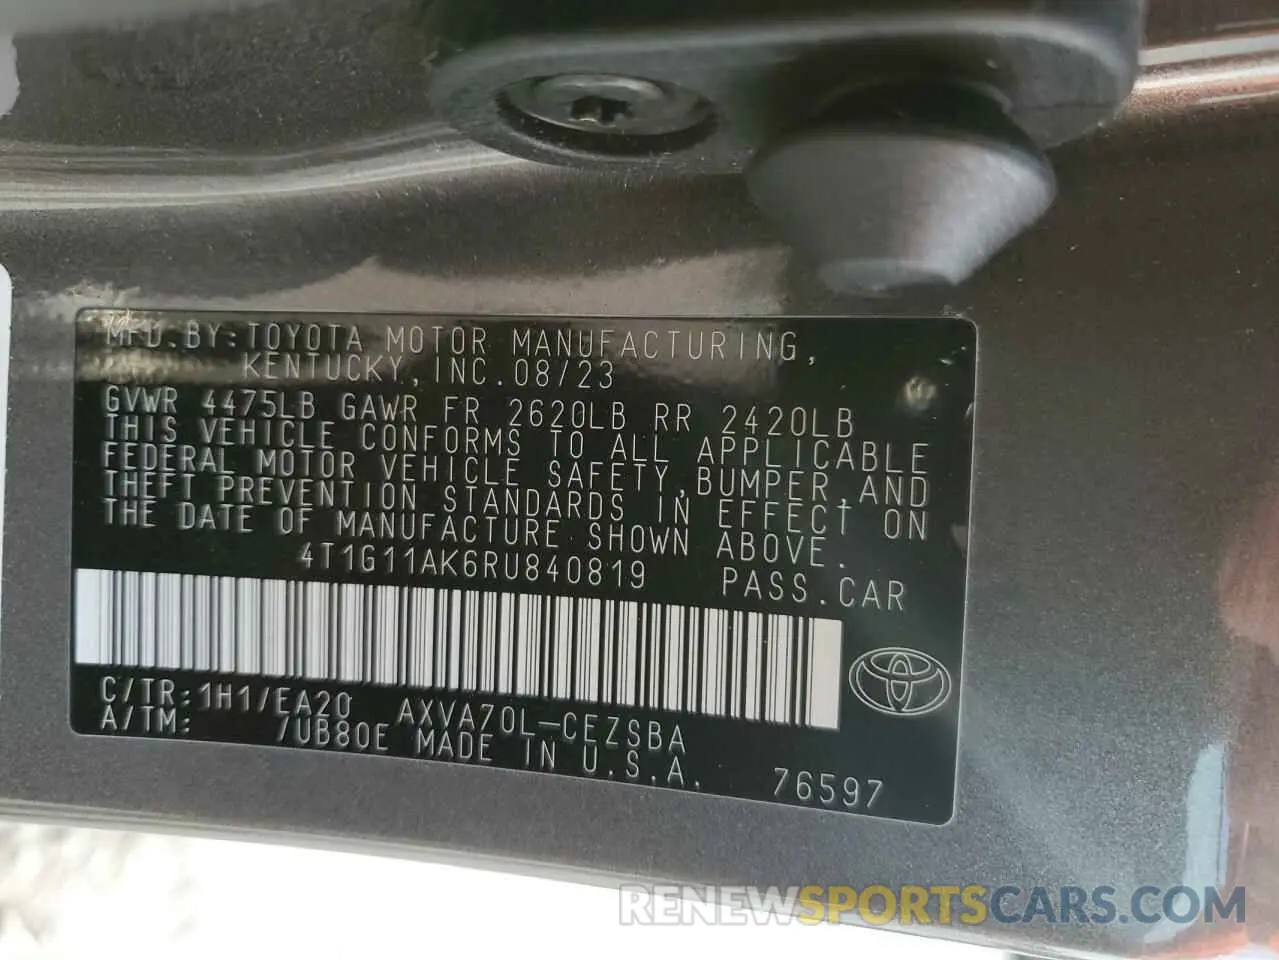 MFD.BY:TOYOTA MOTOR MANUFACTURING,
KENTUCKY, INC.08/23
GVWR 4475LB GAWR FR 2620LB RR 2420LB
THIS VEHICLE CONFORMS TO ALL APPLICABLE
FEDERAL MOTOR VEHICLE SAFETY,BUMPER,AND
THEFT PREVENTION STANDARDS IN EFFECT ON
THE DATE OF MANUFACTURE SHOWN ABOVE.
4T1G11AK6RU840819 PASS.CAR
C/TR:1H1/EA20 AXVA70L-CEZSBA
A/TM: /UB80E MADE IN U.S.A. 76597
RENEWSPORTSCARS.COM